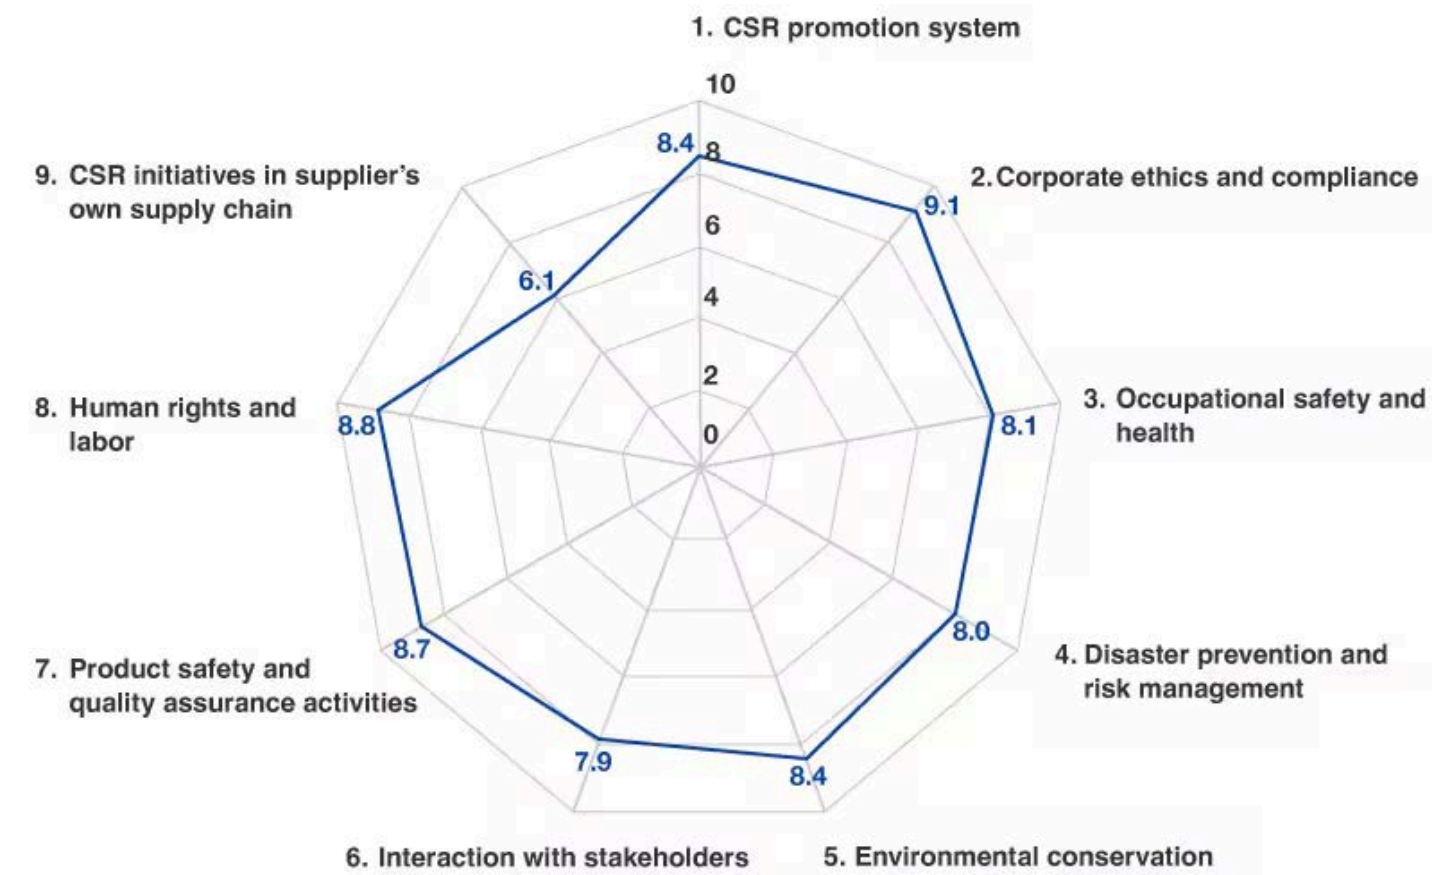 1. CSR promotion system
10
8.4
8
9. CSR initiatives in supplier's
own supply chain
2.Corporate ethics and compliance
9.1
6
6.1
4
2
8. Human rights and
labor
8.8
0
3. Occupational safety and
health
8.1
8.0
8.7
4. Disaster prevention and
risk management
7. Product safety and
quality assurance activities
7.9
8.4
6. Interaction with stakeholders
5. Environmental conservation